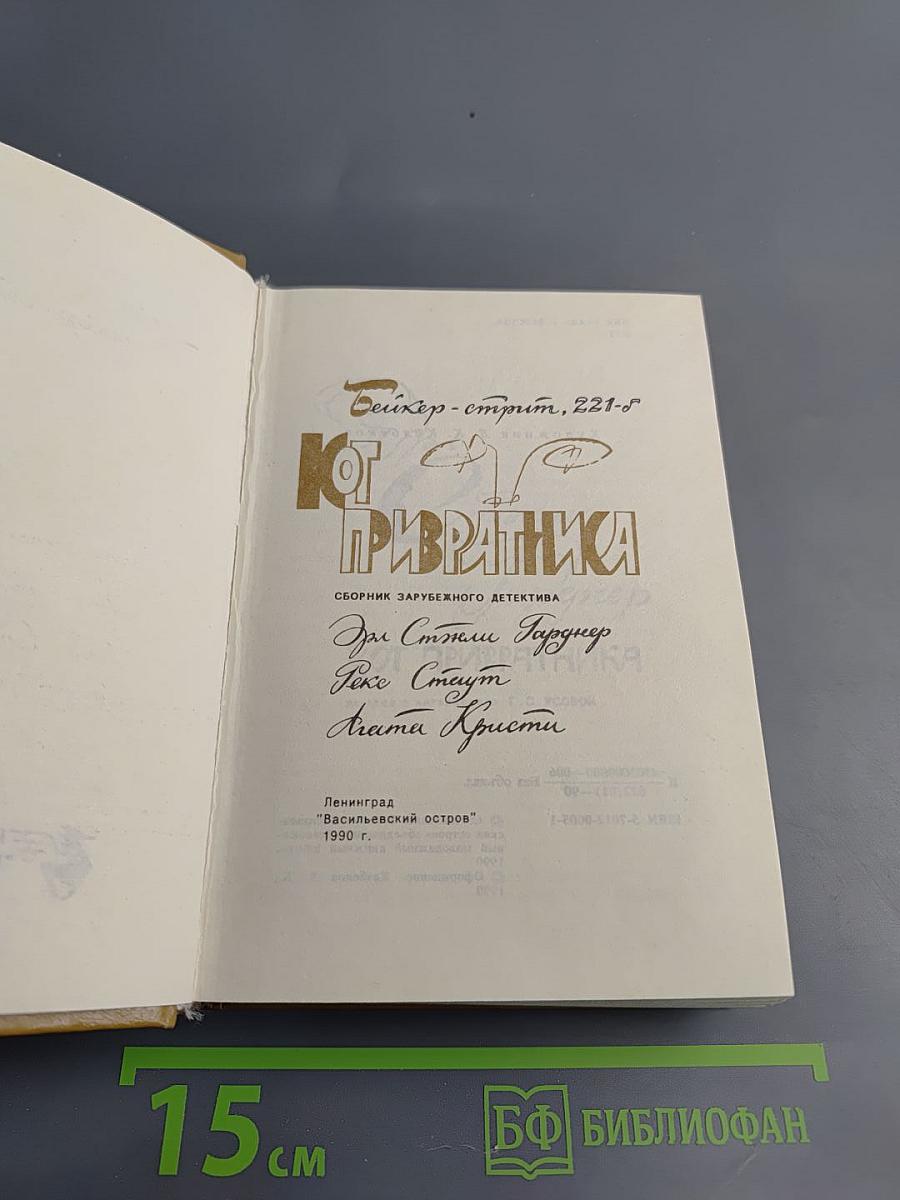 Бейкер-стрит, 221-б
КОТ
ПРИВРАТНИКА
СБОРНИК ЗАРУБЕЖНОГО ДЕТЕКТИВА
Эрл Стэнли Гарднер
Рекс Стаут
Агата Кристи
Ленинград
"Васильевский остров"
1990 г.
15 см
БФ БИБЛИОФАН